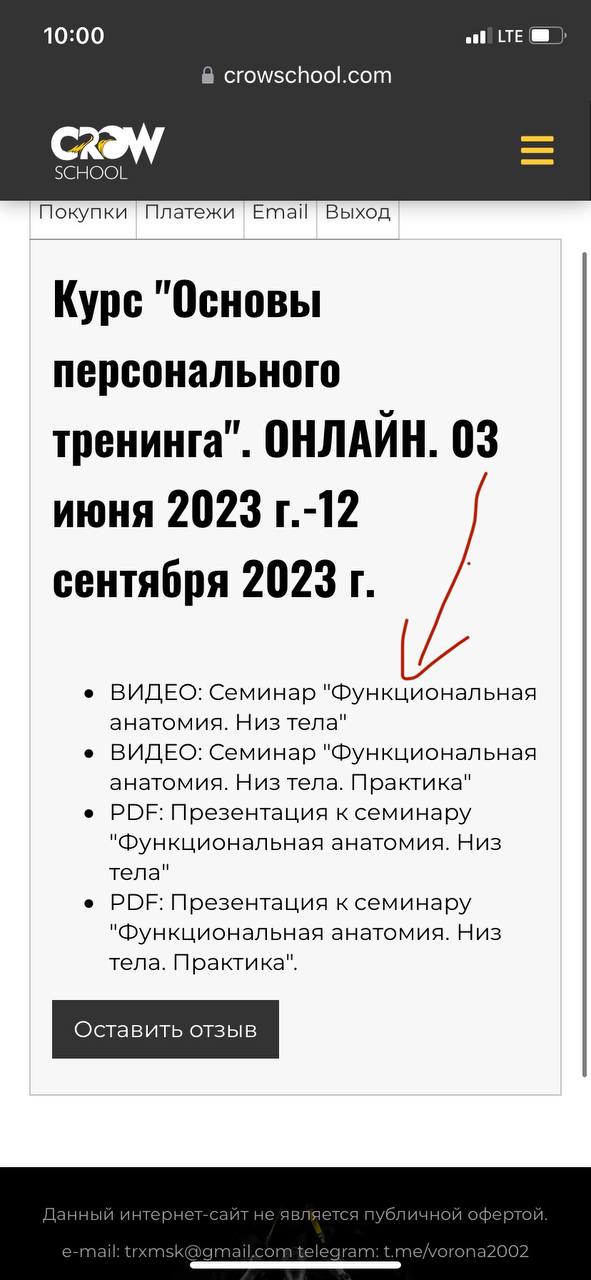 10:00 LTE
crowschool.com
CROW
SCHOOL
Покупки Платежи Email Выход
Курс "Основы
персонального
тренинга". ОНЛАЙН. 03
июня 2023 г.-12
сентября 2023 г.
• ВИДЕО: Семинар "Функциональная
анатомия. Низ тела"
• ВИДЕО: Семинар "Функциональная
анатомия. Низ тела. Практика"
• PDF: Презентация к семинару
"Функциональная анатомия. Низ
тела"
• PDF: Презентация к семинару
"Функциональная анатомия. Низ
тела. Практика".
Оставить отзыв
Данный интернет-сайт не является публичной офертой.
e-mail: trxmsk@gmail.com telegram: t.me/vorona2002